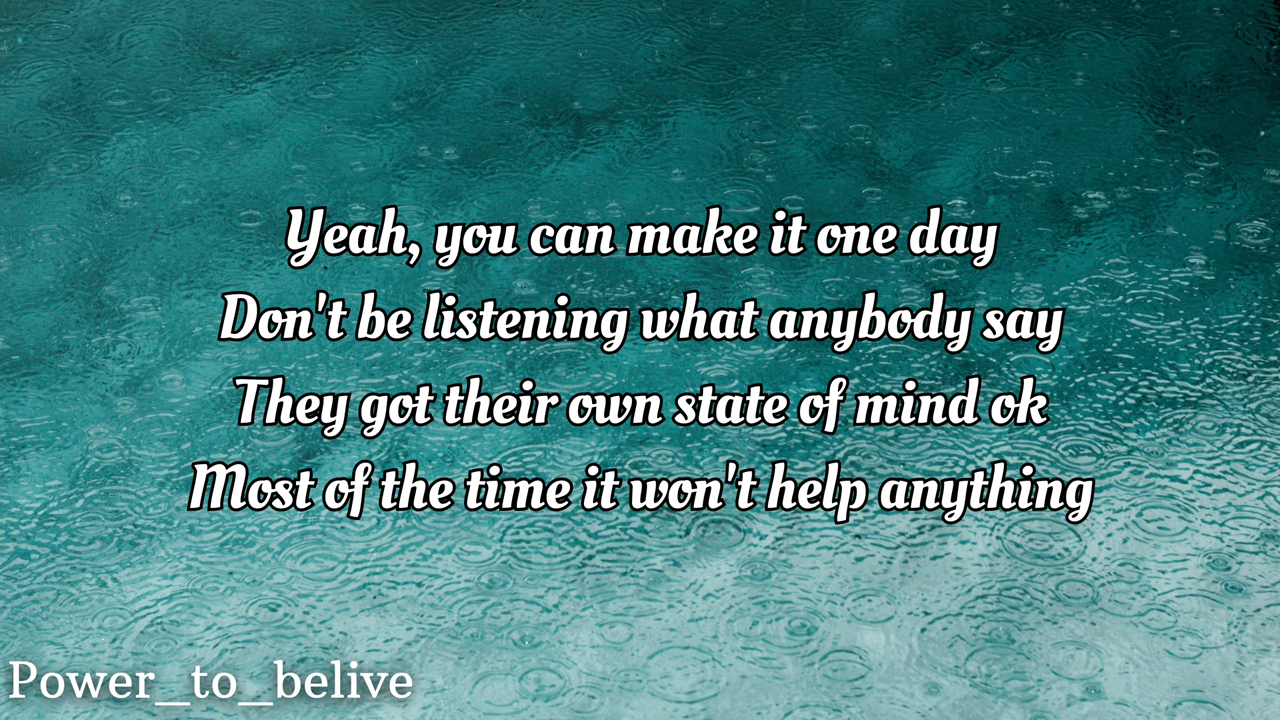 Yeah, you can make it one day
Don't be listening what anybody say
They got their own state of mind ok
Most of the time it won't help anything
Power_to_belive